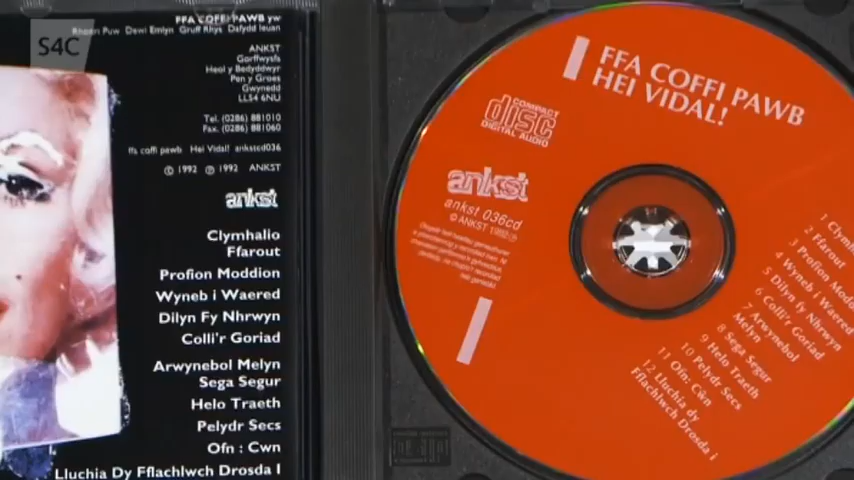 S4C
FFA COFFI PAWB yw
Rhodri Puw Dewi Emlyn Gruff Rhys Dafydd Ieuan
ANKST
Gorffwysfa
Heol y Bedyddwyr
Pen y Groes
Gwynedd
LL54 6NU
Tel. (0286) 881010
Fax. (0286) 881060
ffa coffi pawb Hei Vidal! ankstcd036
© 1992 ℗ 1992 ANKST
ankst
Clymhalio
Ffarout
Profion Moddion
Wyneb i Waered
Dilyn Fy Nhrwyn
Colli'r Goriad
Arwynebol Melyn
Sega Segur
Helo Traeth
Pelydr Secs
Ofn : Cwn
Lluchia Dy Fflachlwch Drosda I
FFA COFFI PAWB
HEI VIDAL!
COMPACT
disc
DIGITAL AUDIO
ankst
ankst 036cd
© ANKST 1992 ℗
2 Ffarout
3 Profion Moddion
4 Wyneb i Waered
5 Dilyn fy Nhrwyn
6 Colli'r Goriad
7 Arwynebol
Melyn
8 Sega Segur
9 Helo Traeth
10 Pelydr Secs
11 Ofn: Cwn
12 Lluchia dy
Fflachlwch Drosda i